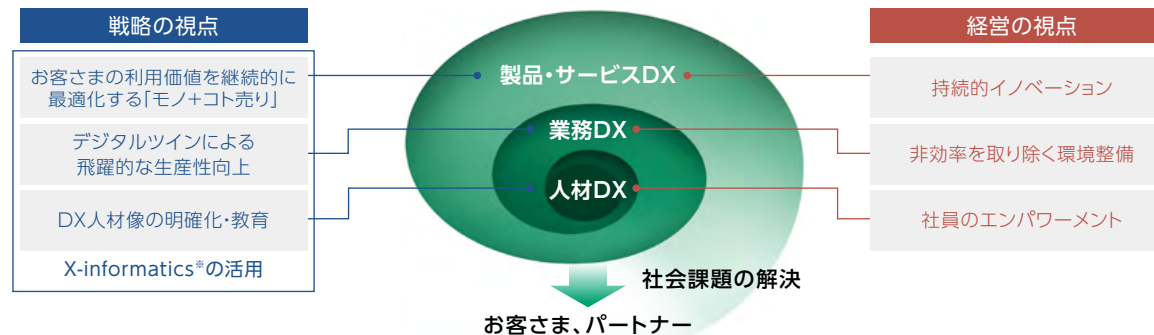 戦略の視点
お客さまの利用価値を継続的に
最適化する「モノ+コト売り」
デジタルツインによる
飛躍的な生産性向上
DX人材像の明確化・教育
X-informatics※の活用
製品・サービスDX
業務DX
人材DX
社会課題の解決
お客さま、パートナー
経営の視点
持続的イノベーション
非効率を取り除く環境整備
社員のエンパワーメント